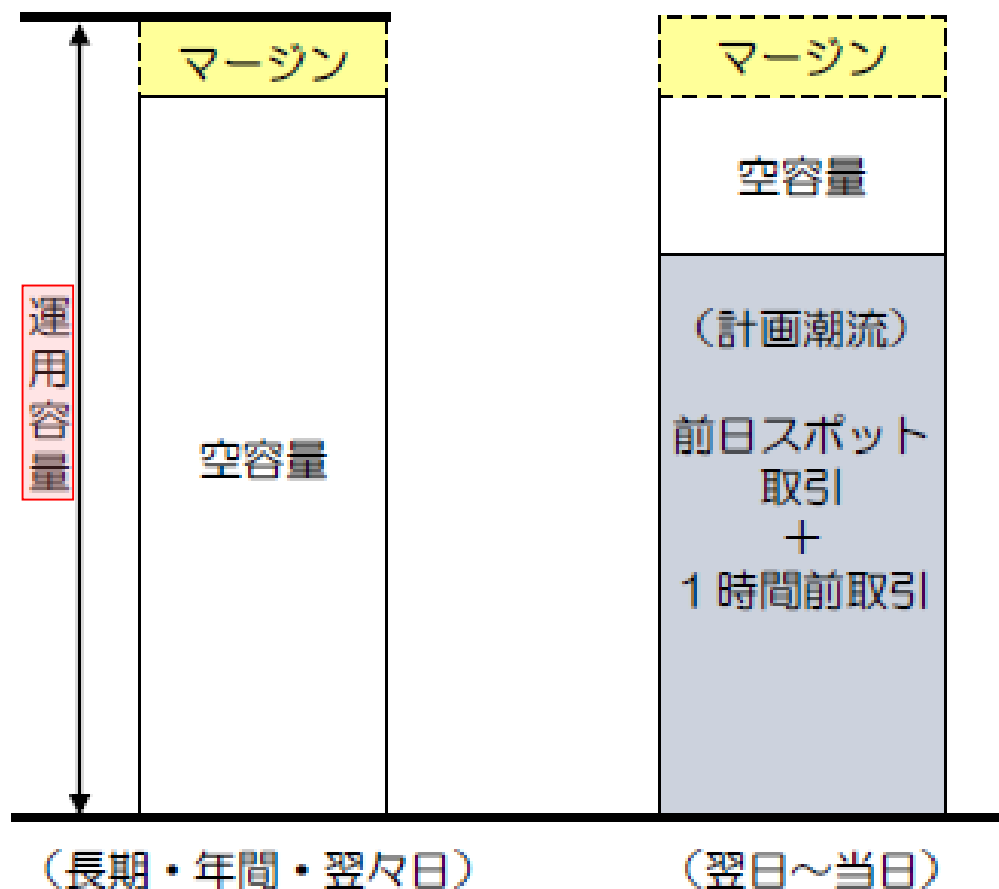 マージン
空容量
運用容量
(長期・年間・翌々日)
マージン
空容量
(計画潮流)
前日スポット
取引
+
1時間前取引
(翌日~当日)